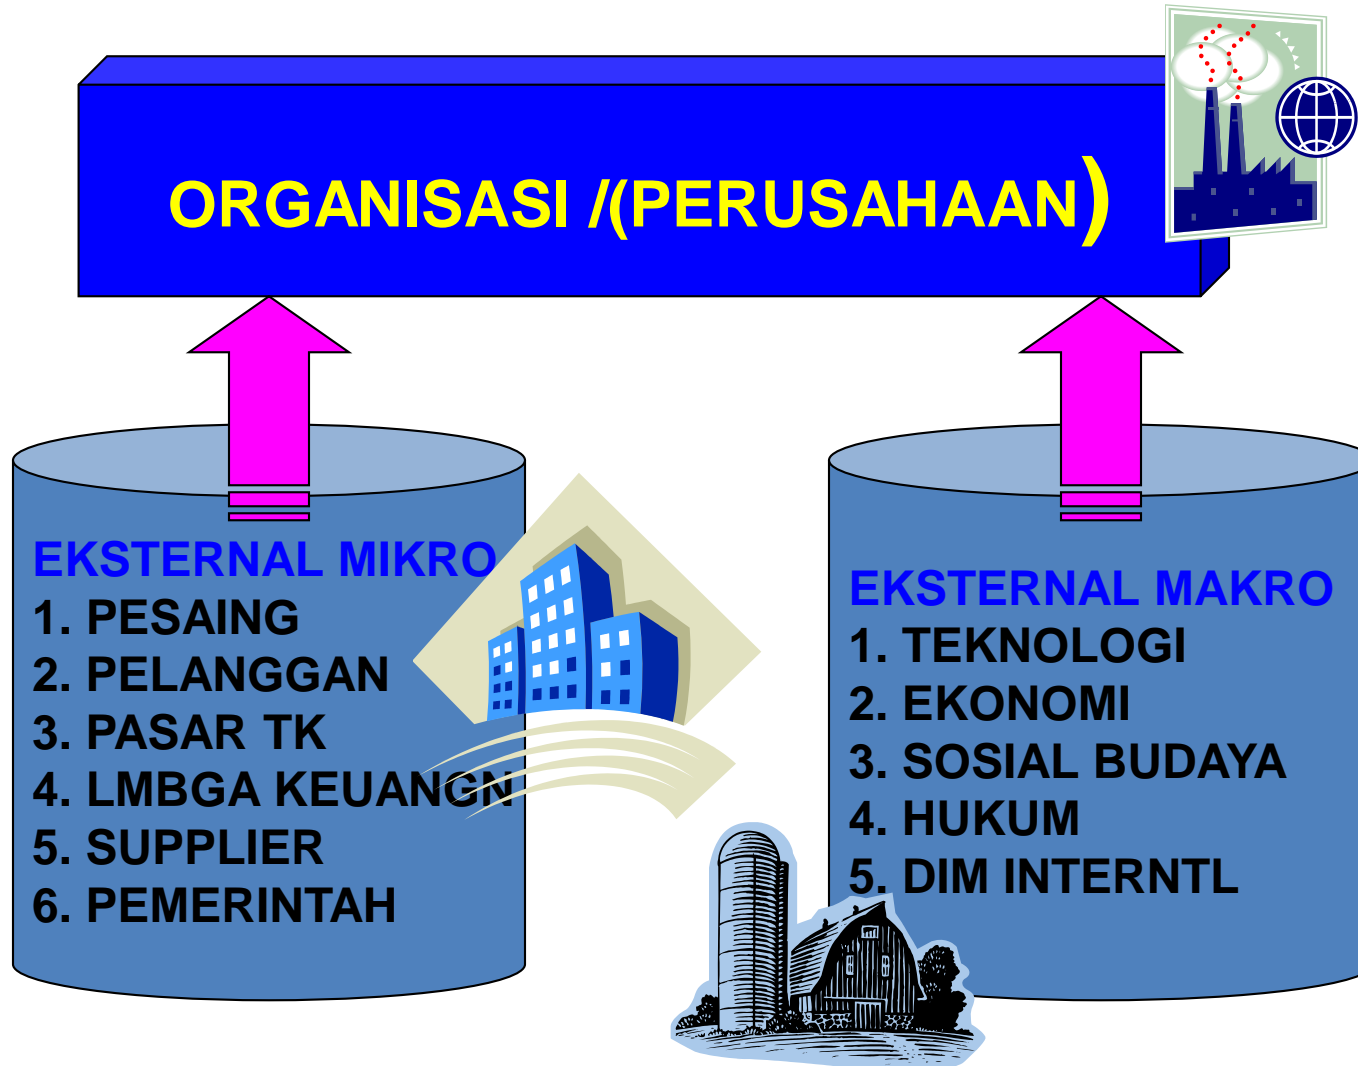 ORGANISASI /(PERUSAHAAN)
EKSTERNAL MIKRO
1. PESAING
2. PELANGGAN
3. PASAR TK
4. LMBGA KEUANGN
5. SUPPLIER
6. PEMERINTAH
EKSTERNAL MAKRO
1. TEKNOLOGI
2. EKONOMI
3. SOSIAL BUDAYA
4. HUKUM
5. DIM INTERNTL